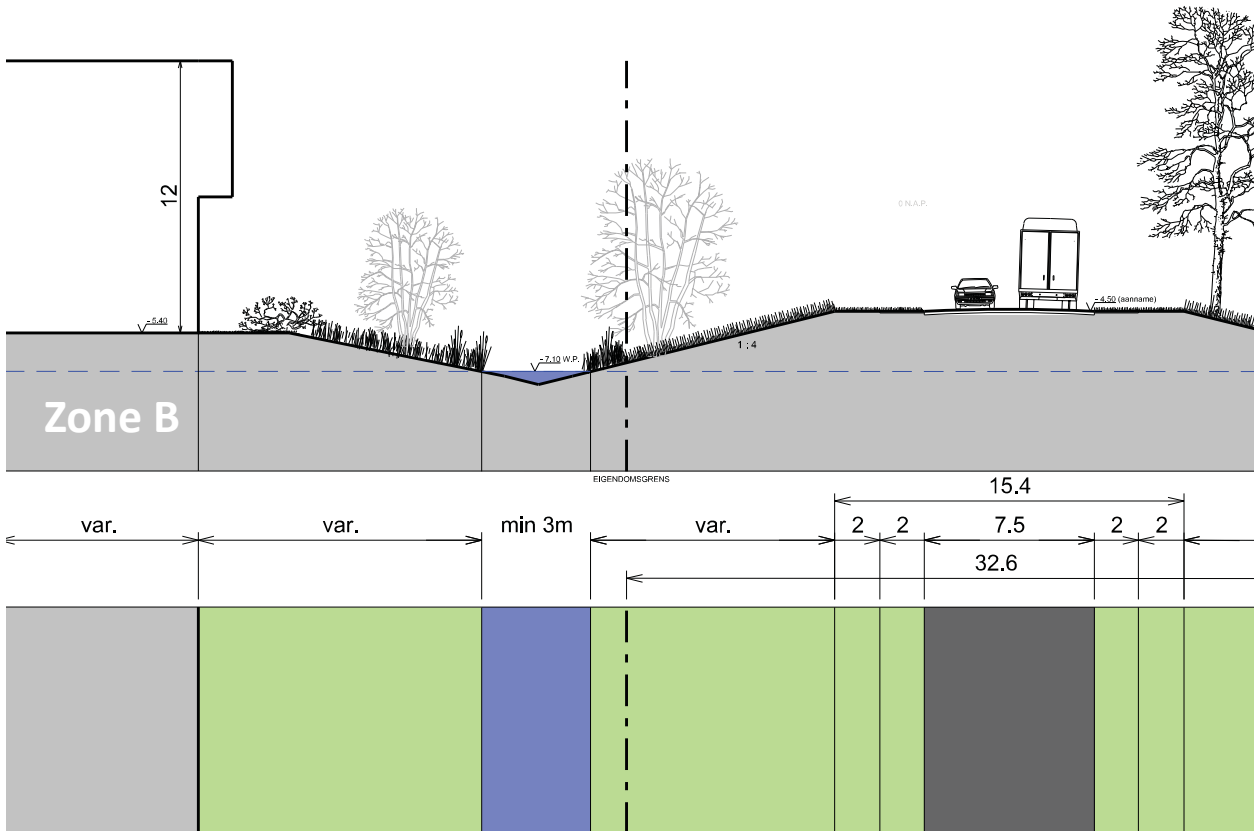 12
0 N.A.P.
-5.40
-4.50 (aanname)
1 : 4
-7.10 W.P.
Zone B
EIGENDOMSGRENS
15.4
var.
var.
min 3m
var.
2
2
7.5
2
2
32.6